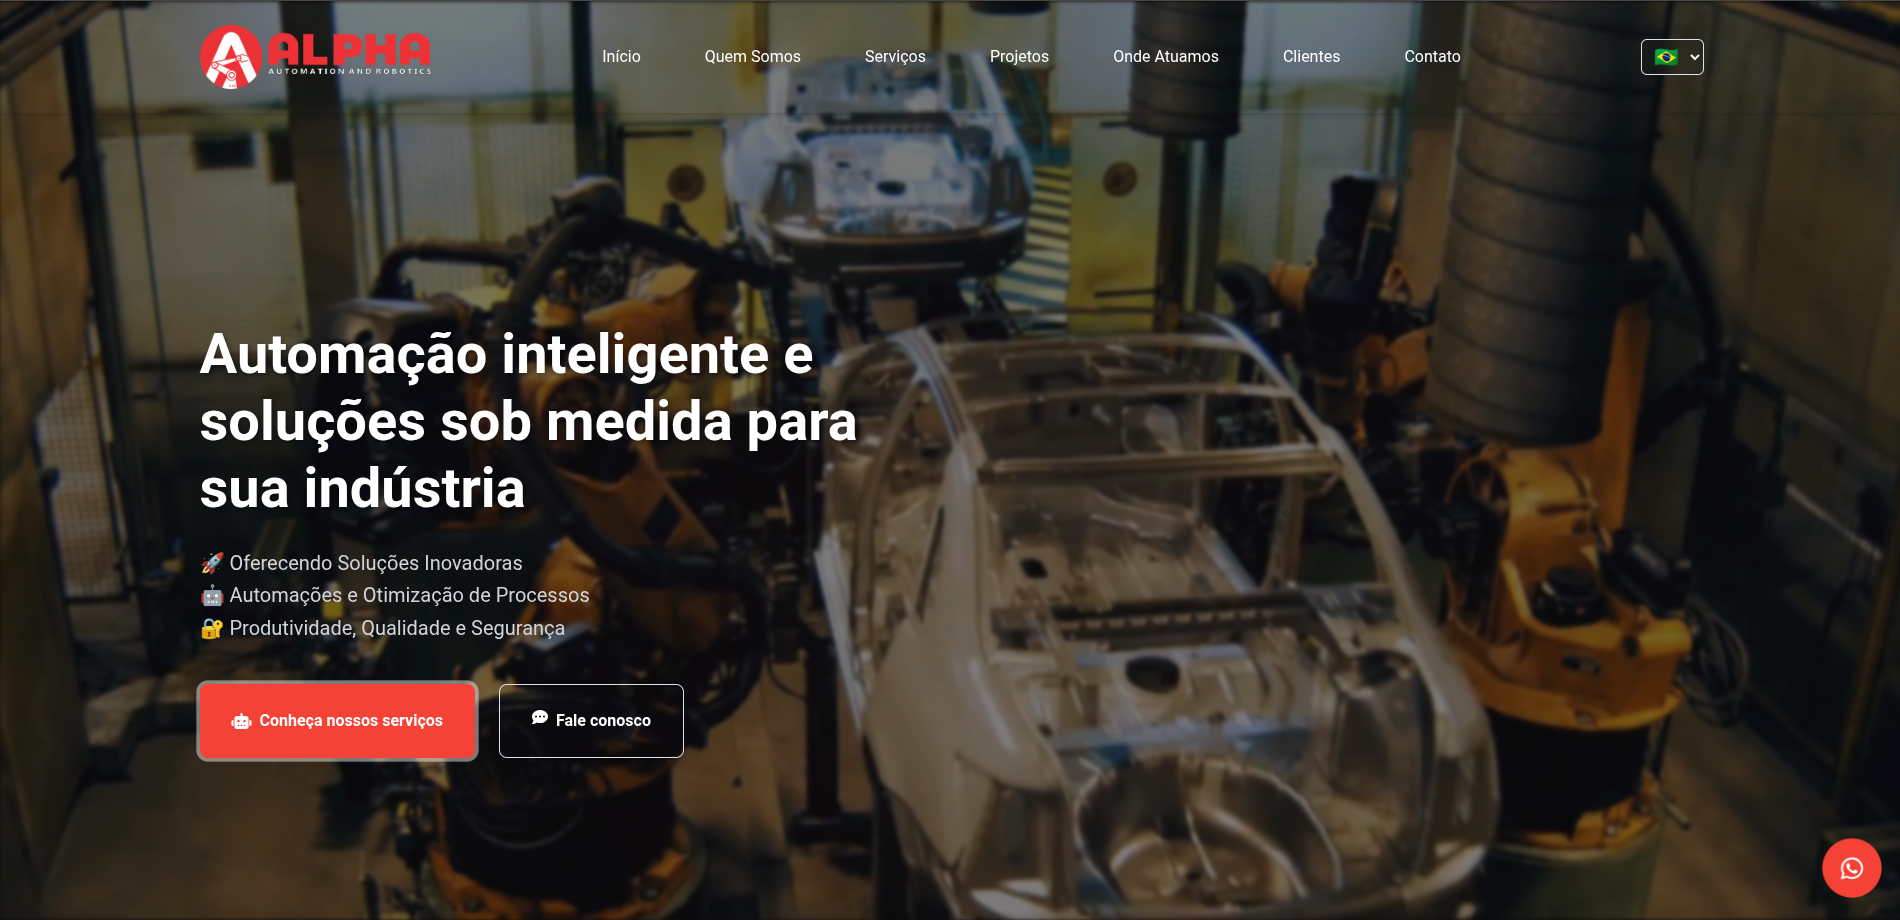 ALPHA
AUTOMATION AND ROBOTICS
Início
Quem Somos
Serviços
Projetos
Onde Atuamos
Clientes
Contato
Automação inteligente e
soluções sob medida para
sua indústria
🚀 Oferecendo Soluções Inovadoras
🤖 Automações e Otimização de Processos
🔐 Produtividade, Qualidade e Segurança
Conheça nossos serviços
Fale conosco